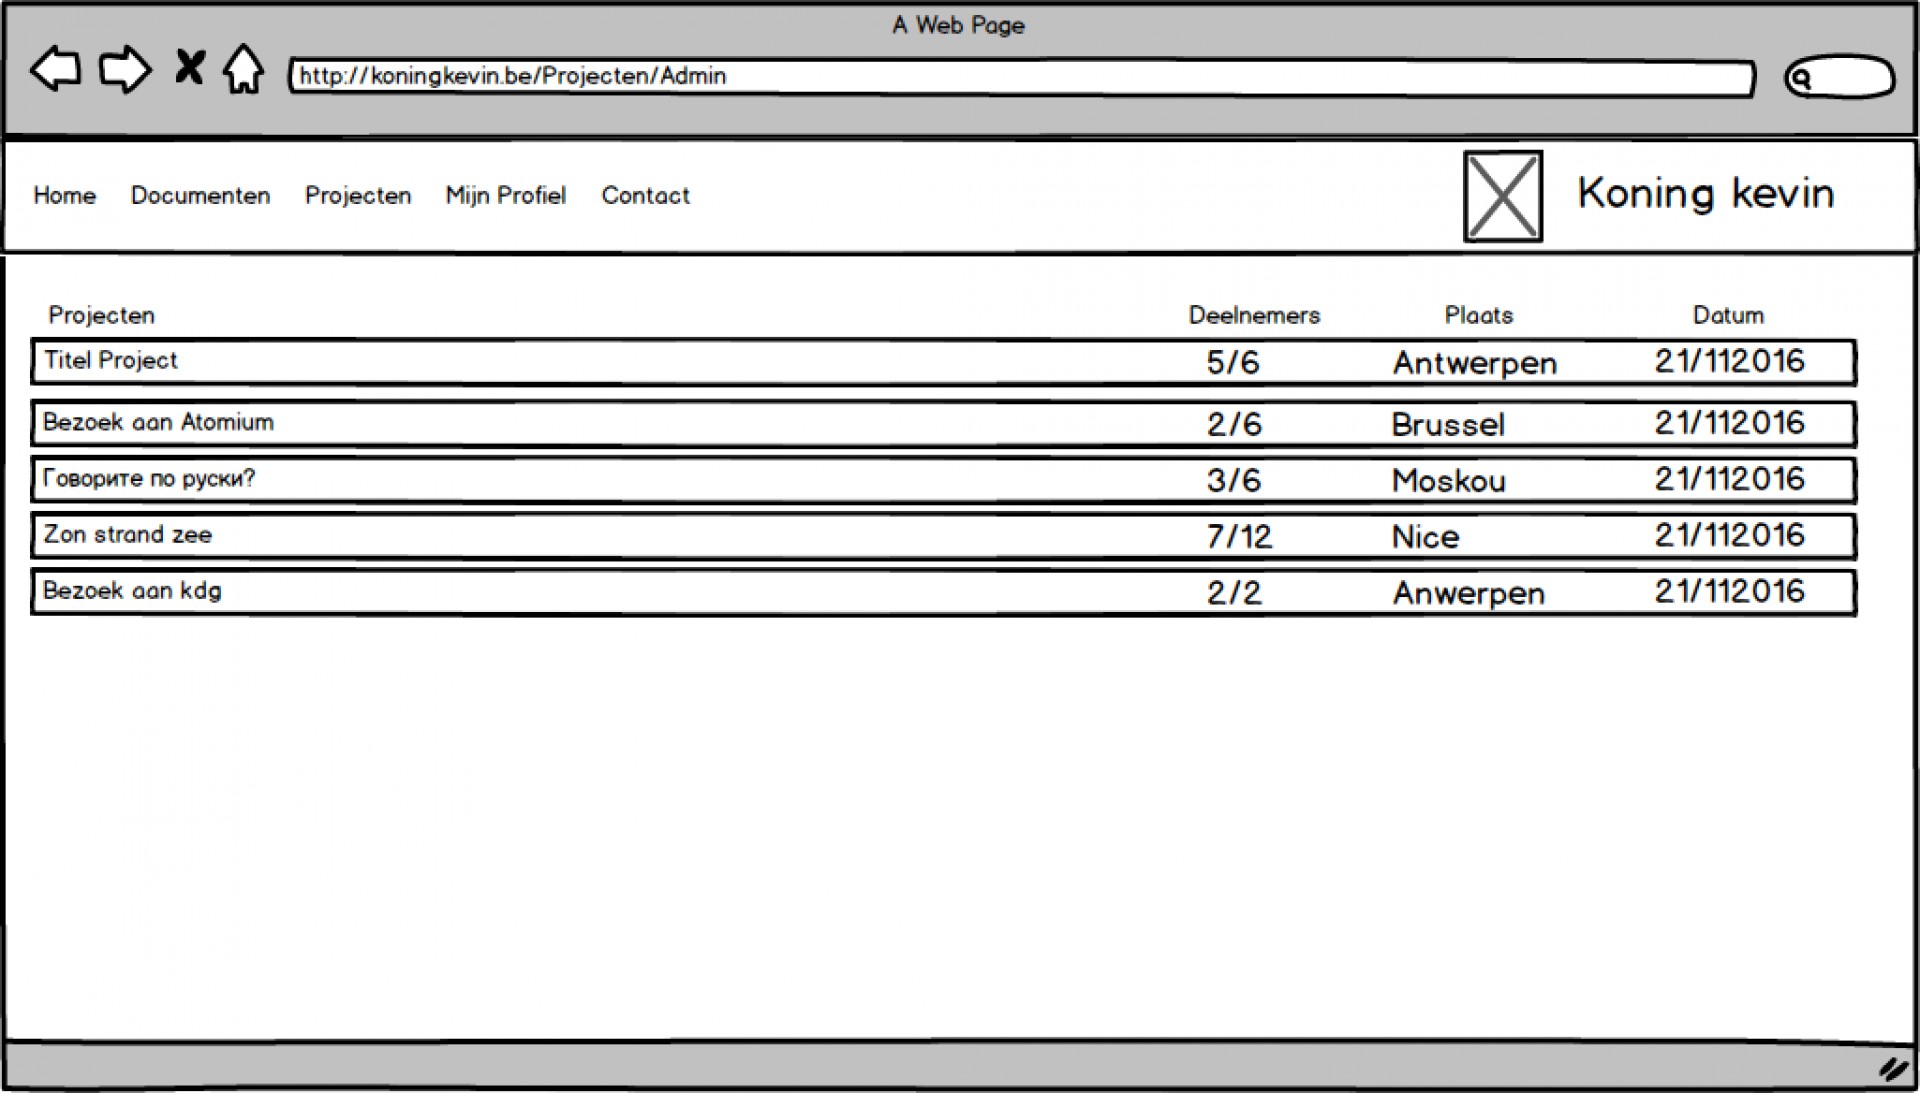 A Web Page
http://koningkevin.be/Projecten/Admin
Home Documenten Projecten Mijn Profiel Contact Koning kevin
Projecten Deelnemers Plaats Datum
Titel Project 5/6 Antwerpen 21/112016
Bezoek aan Atomium 2/6 Brussel 21/112016
Говорите по руски? 3/6 Moskou 21/112016
Zon strand zee 7/12 Nice 21/112016
Bezoek aan kdg 2/2 Anwerpen 21/112016